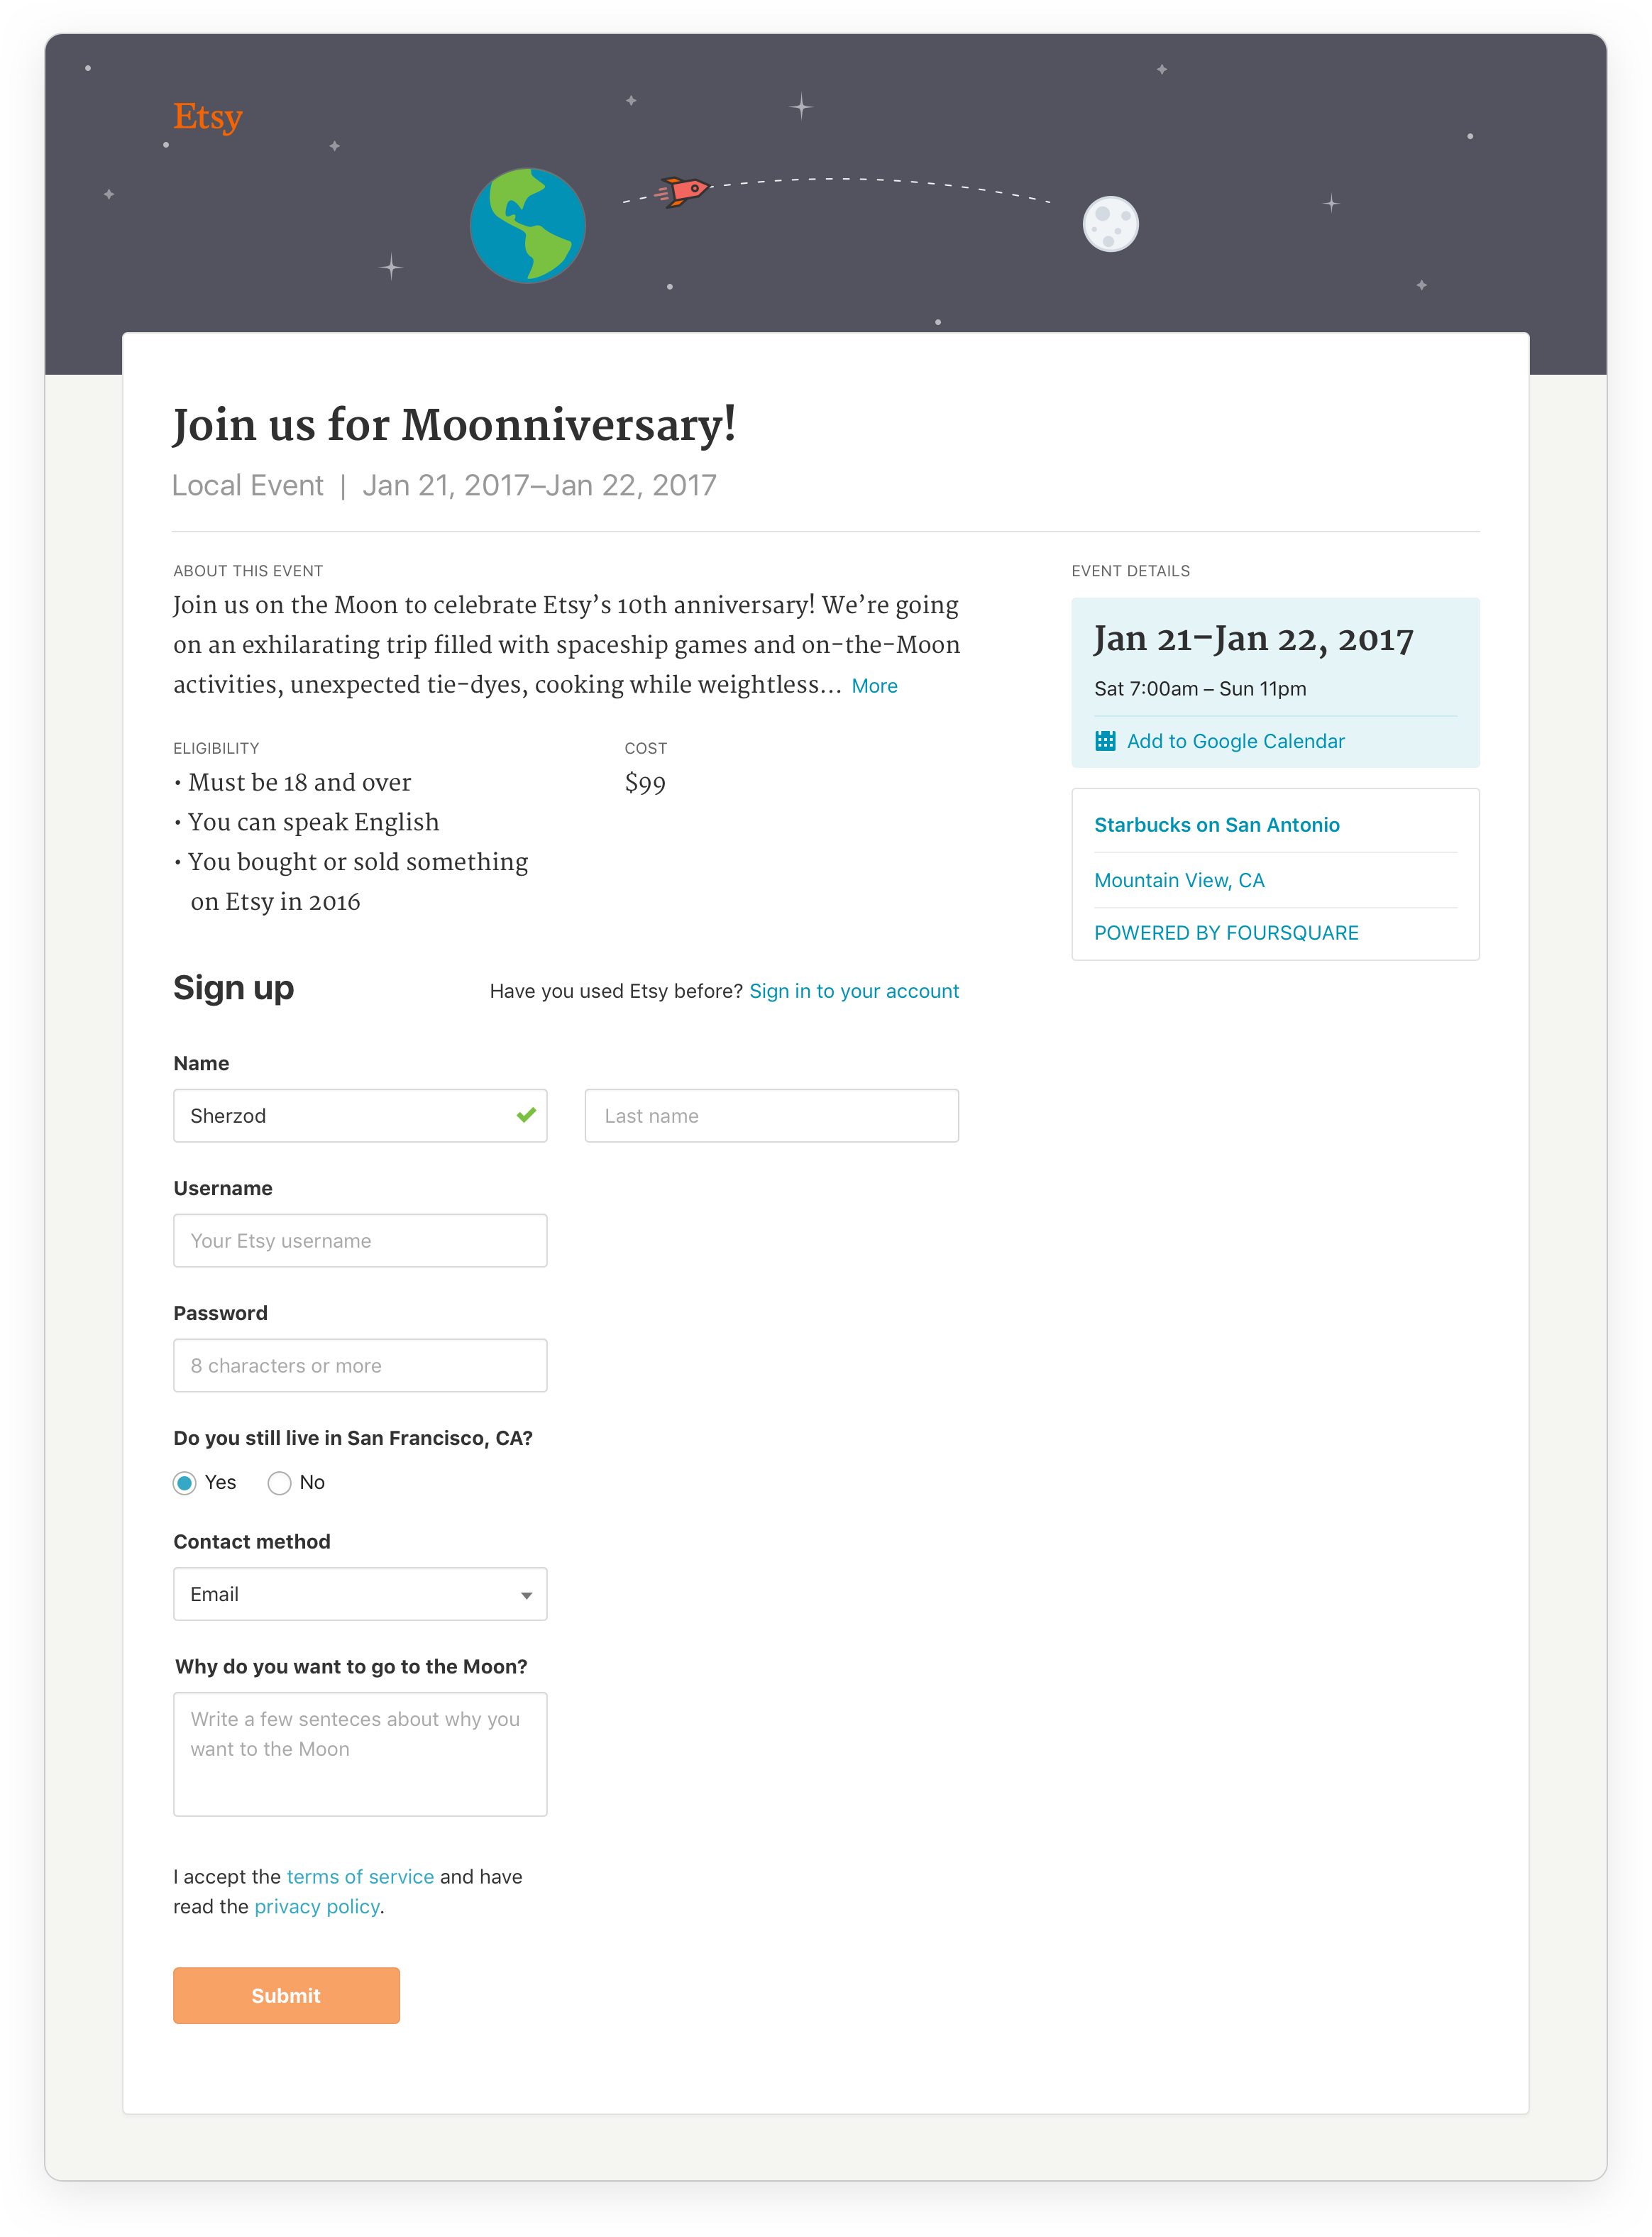 Etsy
Join us for Moonniversary!
Local Event | Jan 21, 2017–Jan 22, 2017
ABOUT THIS EVENT
Join us on the Moon to celebrate Etsy’s 10th anniversary! We’re going
on an exhilarating trip filled with spaceship games and on-the-Moon
activities, unexpected tie-dyes, cooking while weightless… More
ELIGIBILITY
• Must be 18 and over
• You can speak English
• You bought or sold something
on Etsy in 2016
COST
$99
EVENT DETAILS
Jan 21–Jan 22, 2017
Sat 7:00am – Sun 11pm
Add to Google Calendar
Starbucks on San Antonio
Mountain View, CA
POWERED BY FOURSQUARE
Sign up
Have you used Etsy before? Sign in to your account
Name
Sherzod
Last name
Username
Your Etsy username
Password
8 characters or more
Do you still live in San Francisco, CA?
Yes No
Contact method
Email
Why do you want to go to the Moon?
Write a few senteces about why you
want to the Moon
I accept the terms of service and have
read the privacy policy.
Submit